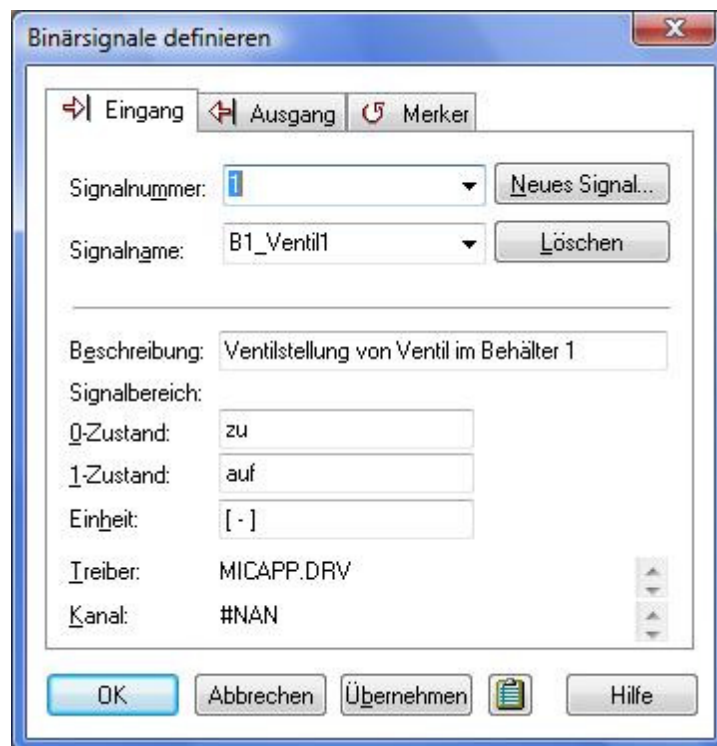 Binärsignale definieren
Eingang Ausgang Merker
Signalnummer: 1 Neues Signal...
Signalname: B1_Ventil1 Löschen
Beschreibung: Ventilstellung von Ventil im Behälter 1
Signalbereich:
0-Zustand: zu
1-Zustand: auf
Einheit: [ - ]
Treiber: MICAPP.DRV
Kanal: #NAN
OK Abbrechen Übernehmen Hilfe